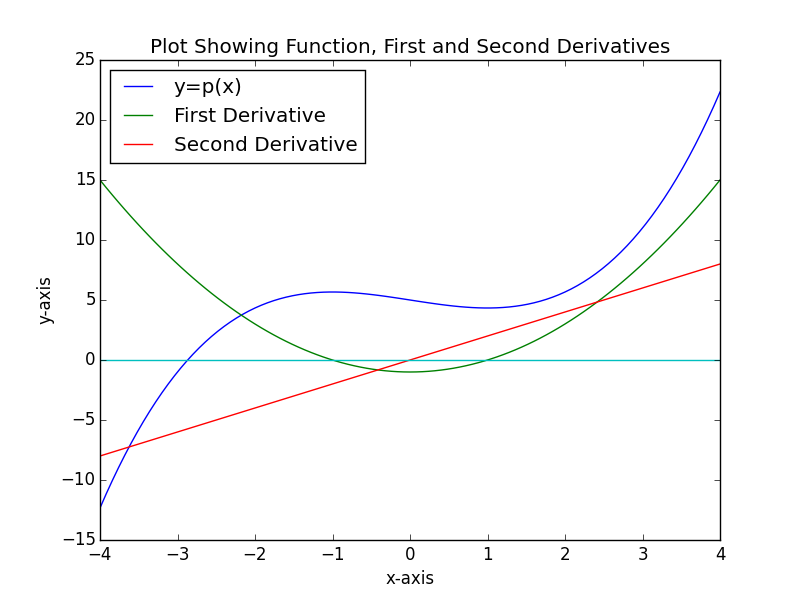 Plot Showing Function, First and Second Derivatives
y=p(x)
First Derivative
Second Derivative
25
20
15
10
5
0
−5
−10
−15
y-axis
−4 −3 −2 −1 0 1 2 3 4
x-axis